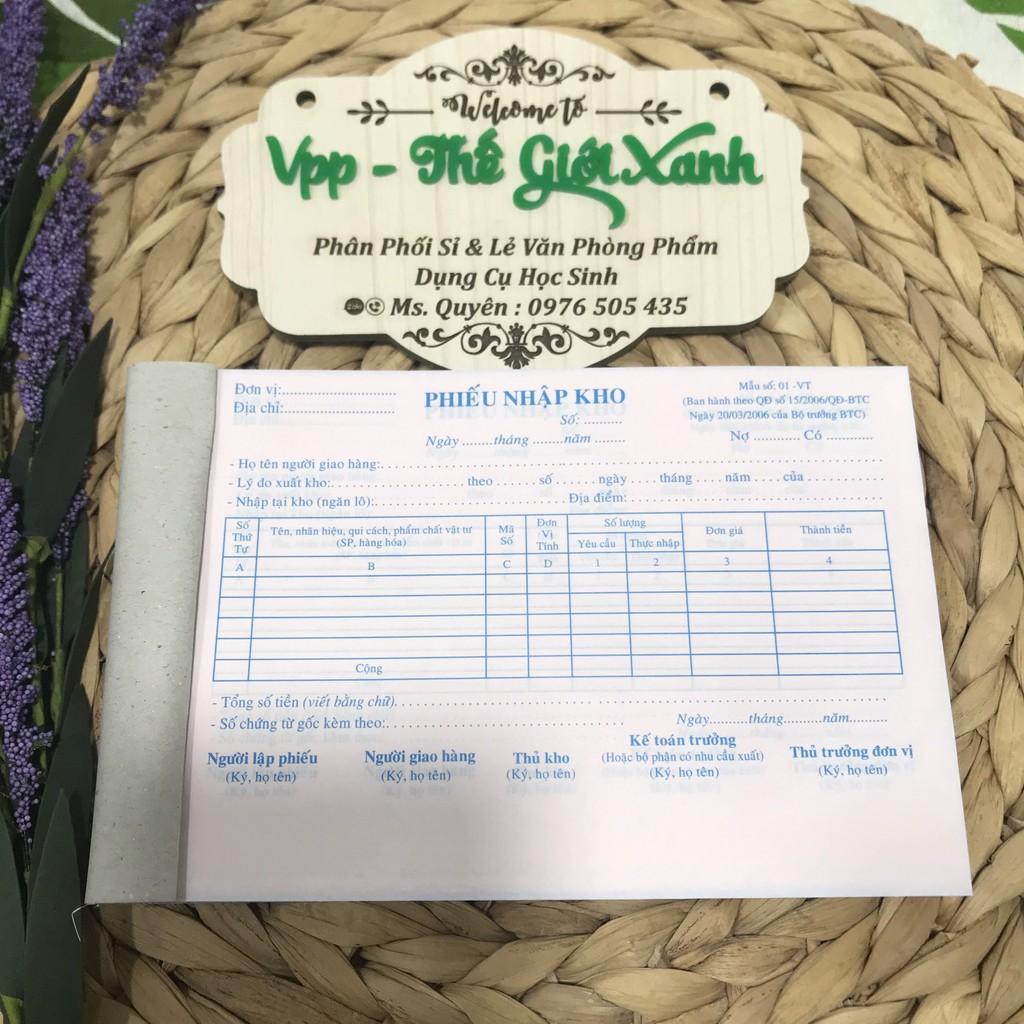 Welcome to
Vpp - Thế Giới Xanh
Phân Phối Sỉ & Lẻ Văn Phòng Phẩm
Dụng Cụ Học Sinh
Zalo Ms. Quyên : 0976 505 435
Đơn vị:....................
Địa chỉ:....................
PHIẾU NHẬP KHO
Số: ...........
Ngày ........tháng ........năm ........
Mẫu số: 01 -VT
(Ban hành theo QĐ số 15/2006/QĐ-BTC
Ngày 20/03/2006 của Bộ trưởng BTC)
Nợ ............ Có ............
- Họ tên người giao hàng:....................
- Lý do xuất kho:.................... theo ...... số ....... ngày .... tháng .... năm .... của ..........
- Nhập tại kho (ngăn lô):.................... Địa điểm:....................
Số Thứ Tự
Tên, nhãn hiệu, qui cách, phẩm chất vật tư
(SP, hàng hóa)
Mã Số
Đơn Vị Tính
Số lượng
Yêu cầu Thực nhập
Đơn giá
Thành tiền
A B C D 1 2 3 4
Cộng
- Tổng số tiền (viết bằng chữ)....................
- Số chứng từ gốc kèm theo:....................
Ngày.........tháng.........năm..........
Người lập phiếu
(Ký, họ tên)
Người giao hàng
(Ký, họ tên)
Thủ kho
(Ký, họ tên)
Kế toán trưởng
(Hoặc bộ phận có nhu cầu xuất)
(Ký, họ tên)
Thủ trưởng đơn vị
(Ký, họ tên)